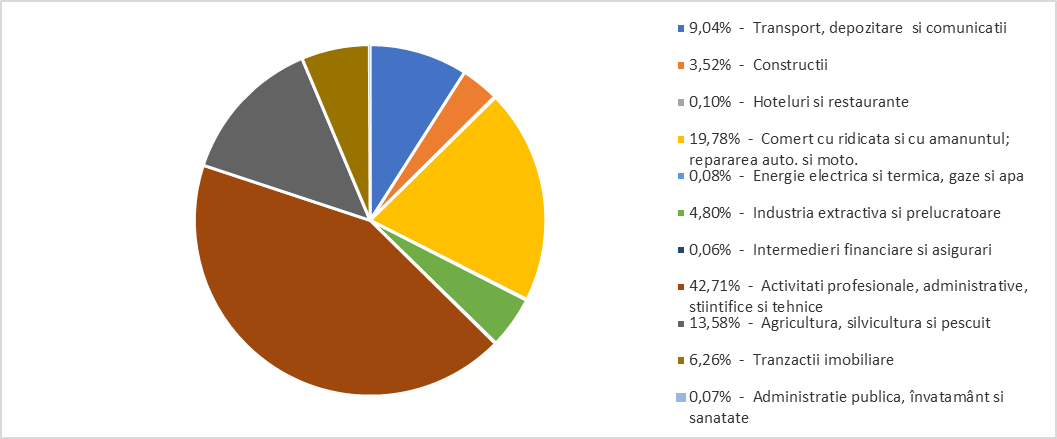 9,04% - Transport, depozitare si comunicatii
3,52% - Constructii
0,10% - Hoteluri si restaurante
19,78% - Comert cu ridicata si cu amanuntul;
repararea auto. si moto.
0,08% - Energie electrica si termica, gaze si apa
4,80% - Industria extractiva si prelucratoare
0,06% - Intermedieri financiare si asigurari
42,71% - Activitati profesionale, administrative,
stiintifice si tehnice
13,58% - Agricultura, silvicultura si pescuit
6,26% - Tranzactii imobiliare
0,07% - Administratie publica, învatamânt si
sanatate